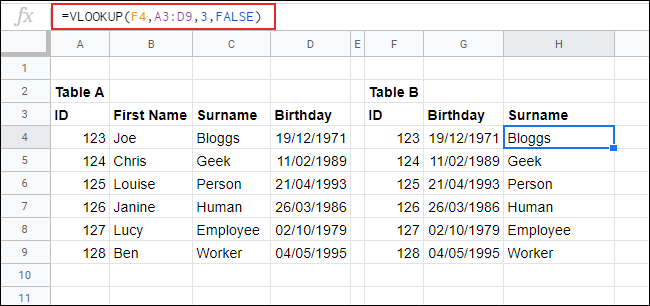 fx =VLOOKUP(F4,A3:D9,3,FALSE)
A B C D E F G H
1
2 Table A Table B
3 ID First Name Surname Birthday ID Birthday Surname
4 123 Joe Bloggs 19/12/1971 123 19/12/1971 Bloggs
5 124 Chris Geek 11/02/1989 124 11/02/1989 Geek
6 125 Louise Person 21/04/1993 125 21/04/1993 Person
7 126 Janine Human 26/03/1986 126 26/03/1986 Human
8 127 Lucy Employee 02/10/1979 127 02/10/1979 Employee
9 128 Ben Worker 04/05/1995 128 04/05/1995 Worker
10
11